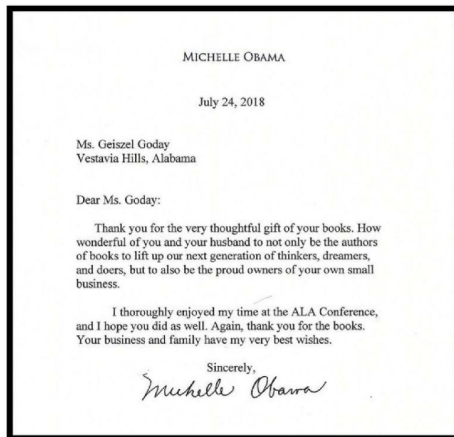 MICHELLE OBAMA
July 24, 2018
Ms. Geiszel Goday
Vestavia Hills, Alabama
Dear Ms. Goday:
Thank you for the very thoughtful gift of your books. How
wonderful of you and your husband to not only be the authors
of books to lift up our next generation of thinkers, dreamers,
and doers, but to also be the proud owners of your own small
business.
I thoroughly enjoyed my time at the ALA Conference,
and I hope you did as well. Again, thank you for the books.
Your business and family have my very best wishes.
Sincerely,
Michelle Obama